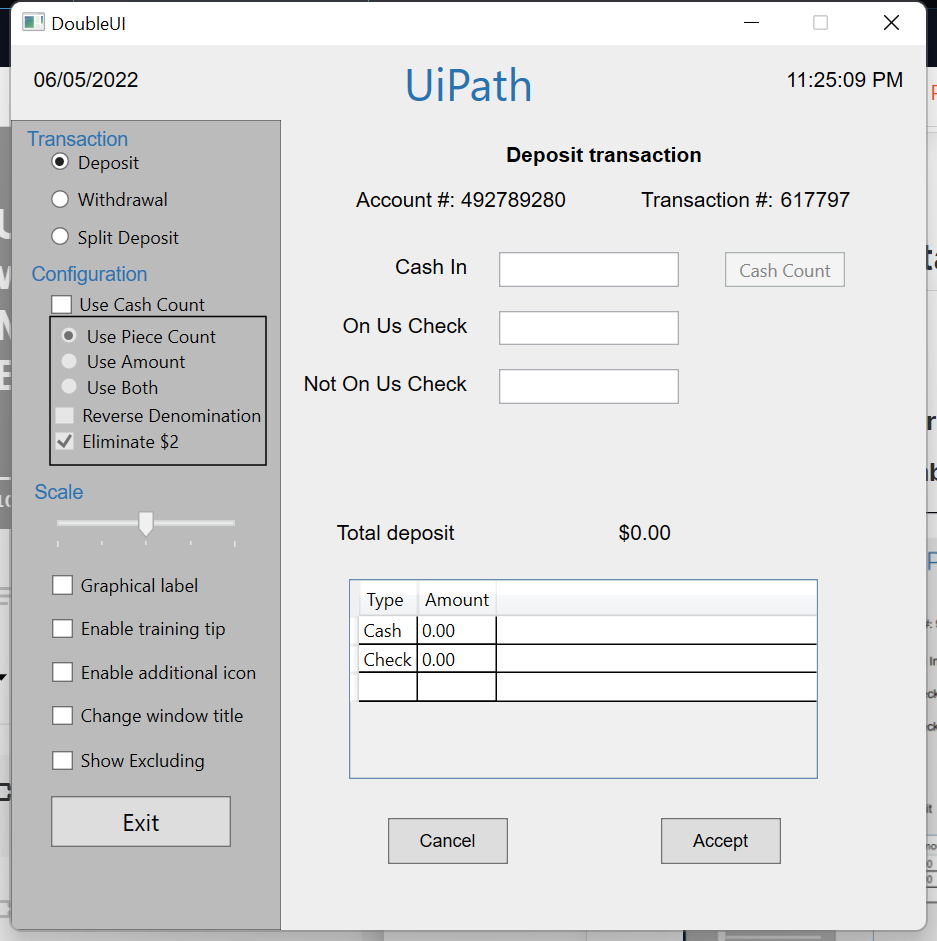 DoubleUI
06/05/2022
UiPath
11:25:09 PM
Transaction
Deposit
Withdrawal
Split Deposit
Configuration
Use Cash Count
Use Piece Count
Use Amount
Use Both
Reverse Denomination
Eliminate $2
Scale
Graphical label
Enable training tip
Enable additional icon
Change window title
Show Excluding
Exit
Deposit transaction
Account #: 492789280 Transaction #: 617797
Cash In
Cash Count
On Us Check
Not On Us Check
Total deposit $0.00
Type Amount
Cash 0.00
Check 0.00
Cancel Accept